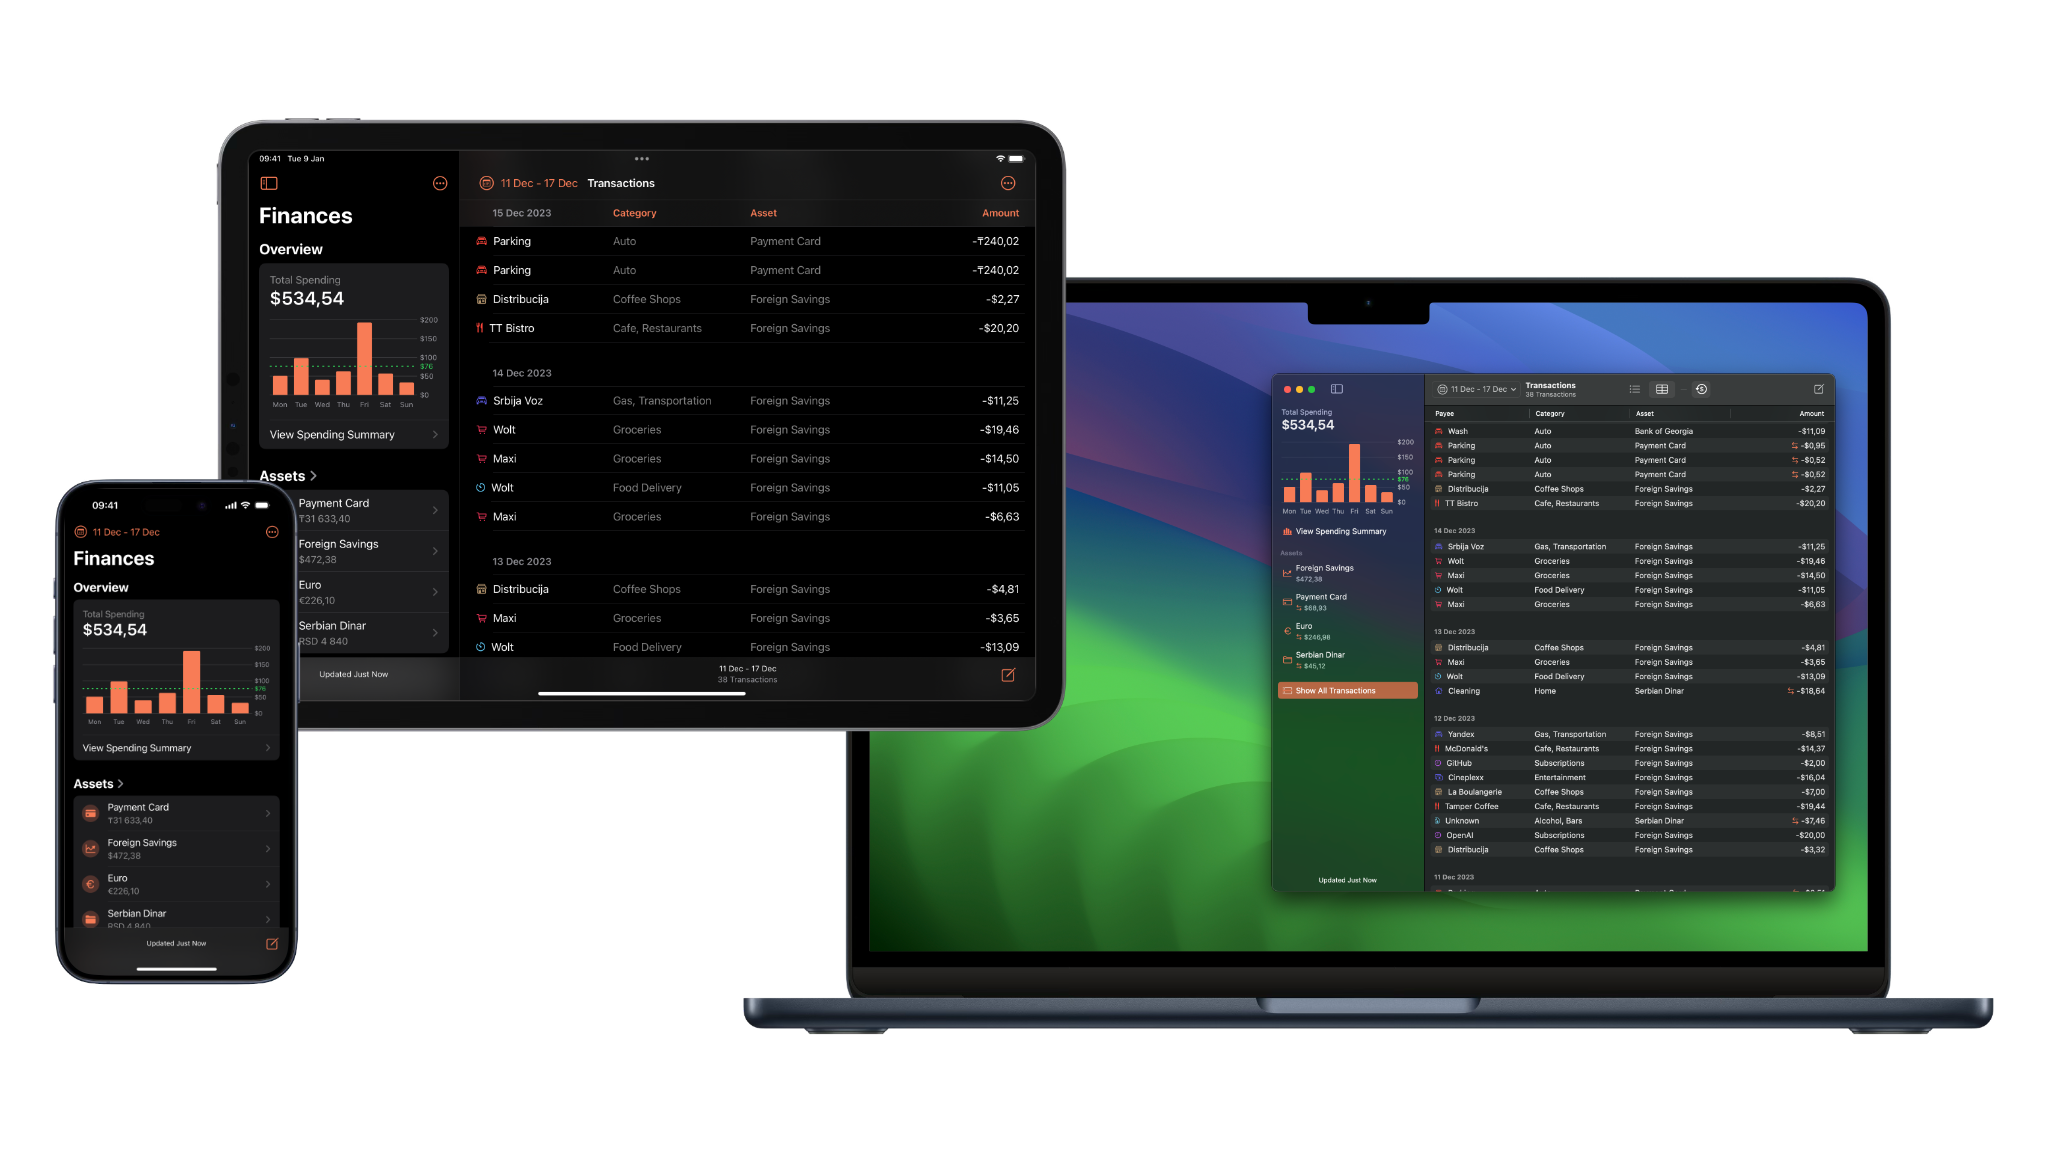 09:41 Tue 9 Jan
Finances
Overview
Total Spending
$534,54
$200
$150
$100
$76
$50
$0
Mon Tue Wed Thu Fri Sat Sun
View Spending Summary
Assets
Payment Card
₸31 633,40
Foreign Savings
$472,38
Euro
€226,10
Serbian Dinar
RSD 4 840
Updated Just Now
11 Dec - 17 Dec Transactions
15 Dec 2023 Category Asset Amount
Parking Auto Payment Card -₸240,02
Parking Auto Payment Card -₸240,02
Distribucija Coffee Shops Foreign Savings -$2,27
TT Bistro Cafe, Restaurants Foreign Savings -$20,20
14 Dec 2023
Srbija Voz Gas, Transportation Foreign Savings -$11,25
Wolt Groceries Foreign Savings -$19,46
Maxi Groceries Foreign Savings -$14,50
Wolt Food Delivery Foreign Savings -$11,05
Maxi Groceries Foreign Savings -$6,63
13 Dec 2023
Distribucija Coffee Shops Foreign Savings -$4,81
Maxi Groceries Foreign Savings -$3,65
Wolt Food Delivery Foreign Savings -$13,09
11 Dec - 17 Dec
38 Transactions
09:41
11 Dec - 17 Dec
Finances
Overview
Total Spending
$534,54
$200
$150
$100
$76
$50
$0
Mon Tue Wed Thu Fri Sat Sun
View Spending Summary
Assets
Payment Card
₸31 633,40
Foreign Savings
$472,38
Euro
€226,10
Serbian Dinar
RSD 4 840
Updated Just Now
Total Spending
$534,54
$200
$150
$100
$76
$50
$0
Mon Tue Wed Thu Fri Sat Sun
View Spending Summary
Assets
Foreign Savings
$472,38
Payment Card
$68,93
Euro
$246,98
Serbian Dinar
$45,12
Show All Transactions
Updated Just Now
11 Dec - 17 Dec
Transactions
38 Transactions
Payee Category Asset Amount
Wash Auto Bank of Georgia -$11,09
Parking Auto Payment Card -$0,95
Parking Auto Payment Card -$0,52
Parking Auto Payment Card -$0,52
Distribucija Coffee Shops Foreign Savings -$2,27
TT Bistro Cafe, Restaurants Foreign Savings -$20,20
14 Dec 2023
Srbija Voz Gas, Transportation Foreign Savings -$11,25
Wolt Groceries Foreign Savings -$19,46
Maxi Groceries Foreign Savings -$14,50
Wolt Food Delivery Foreign Savings -$11,05
Maxi Groceries Foreign Savings -$6,63
13 Dec 2023
Distribucija Coffee Shops Foreign Savings -$4,81
Maxi Groceries Foreign Savings -$3,65
Wolt Food Delivery Foreign Savings -$13,09
Cleaning Home Serbian Dinar -$18,64
12 Dec 2023
Yandex Gas, Transportation Foreign Savings -$8,51
McDonald's Cafe, Restaurants Foreign Savings -$14,37
GitHub Subscriptions Foreign Savings -$2,00
Cineplexx Entertainment Foreign Savings -$16,04
La Boulangerie Coffee Shops Foreign Savings -$7,00
Tamper Coffee Cafe, Restaurants Foreign Savings -$19,44
Unknown Alcohol, Bars Serbian Dinar -$7,46
OpenAI Subscriptions Foreign Savings -$20,00
Distribucija Coffee Shops Foreign Savings -$3,32
11 Dec 2023